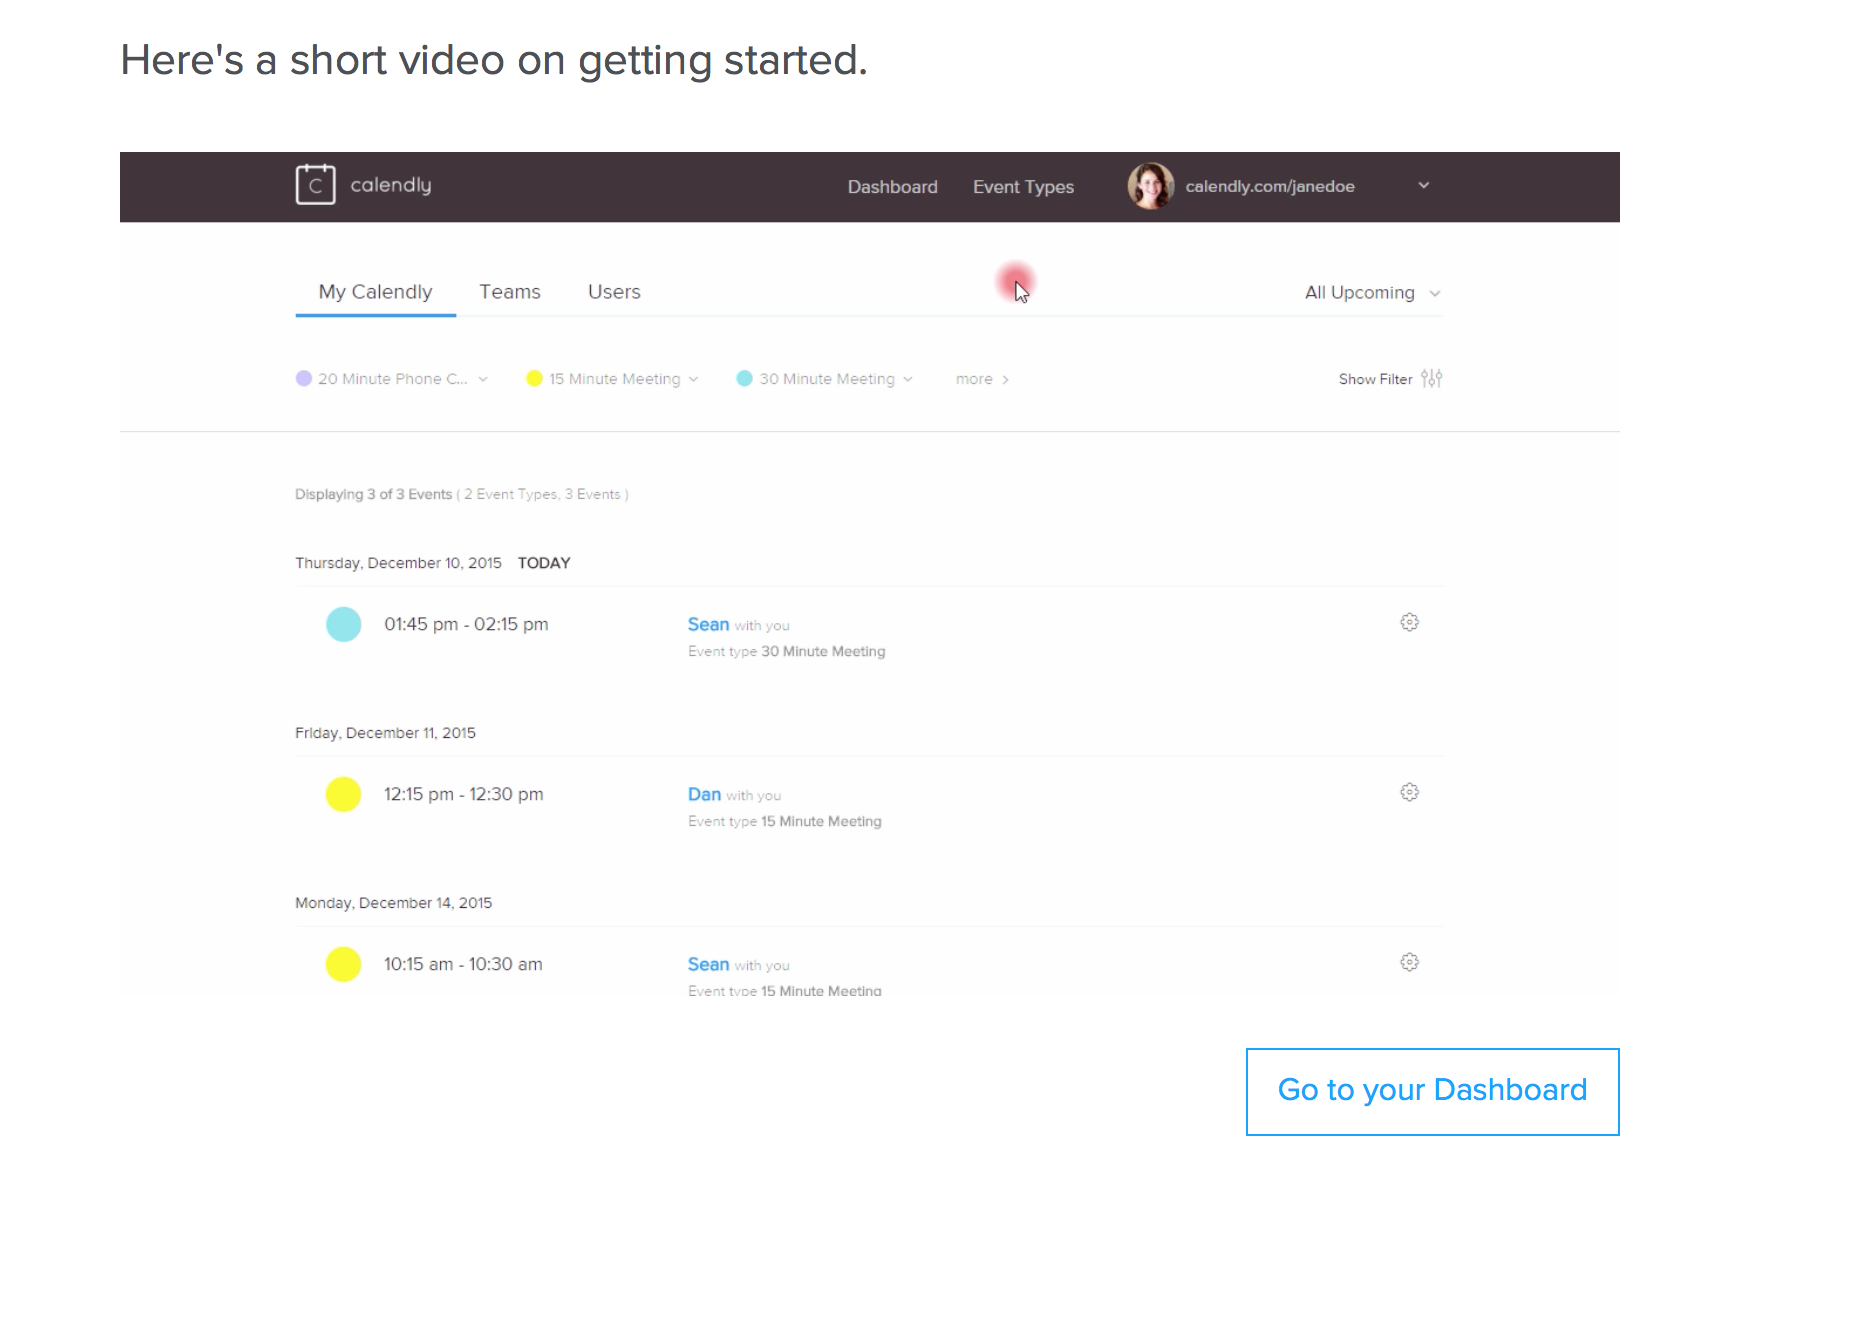 Here's a short video on getting started.
C calendly Dashboard Event Types calendly.com/janedoe
My Calendly Teams Users All Upcoming
20 Minute Phone C... 15 Minute Meeting 30 Minute Meeting more Show Filter
Displaying 3 of 3 Events ( 2 Event Types, 3 Events )
Thursday, December 10, 2015 TODAY
01:45 pm - 02:15 pm Sean with you
Event type 30 Minute Meeting
Friday, December 11, 2015
12:15 pm - 12:30 pm Dan with you
Event type 15 Minute Meeting
Monday, December 14, 2015
10:15 am - 10:30 am Sean with you
Event type 15 Minute Meeting
Go to your Dashboard